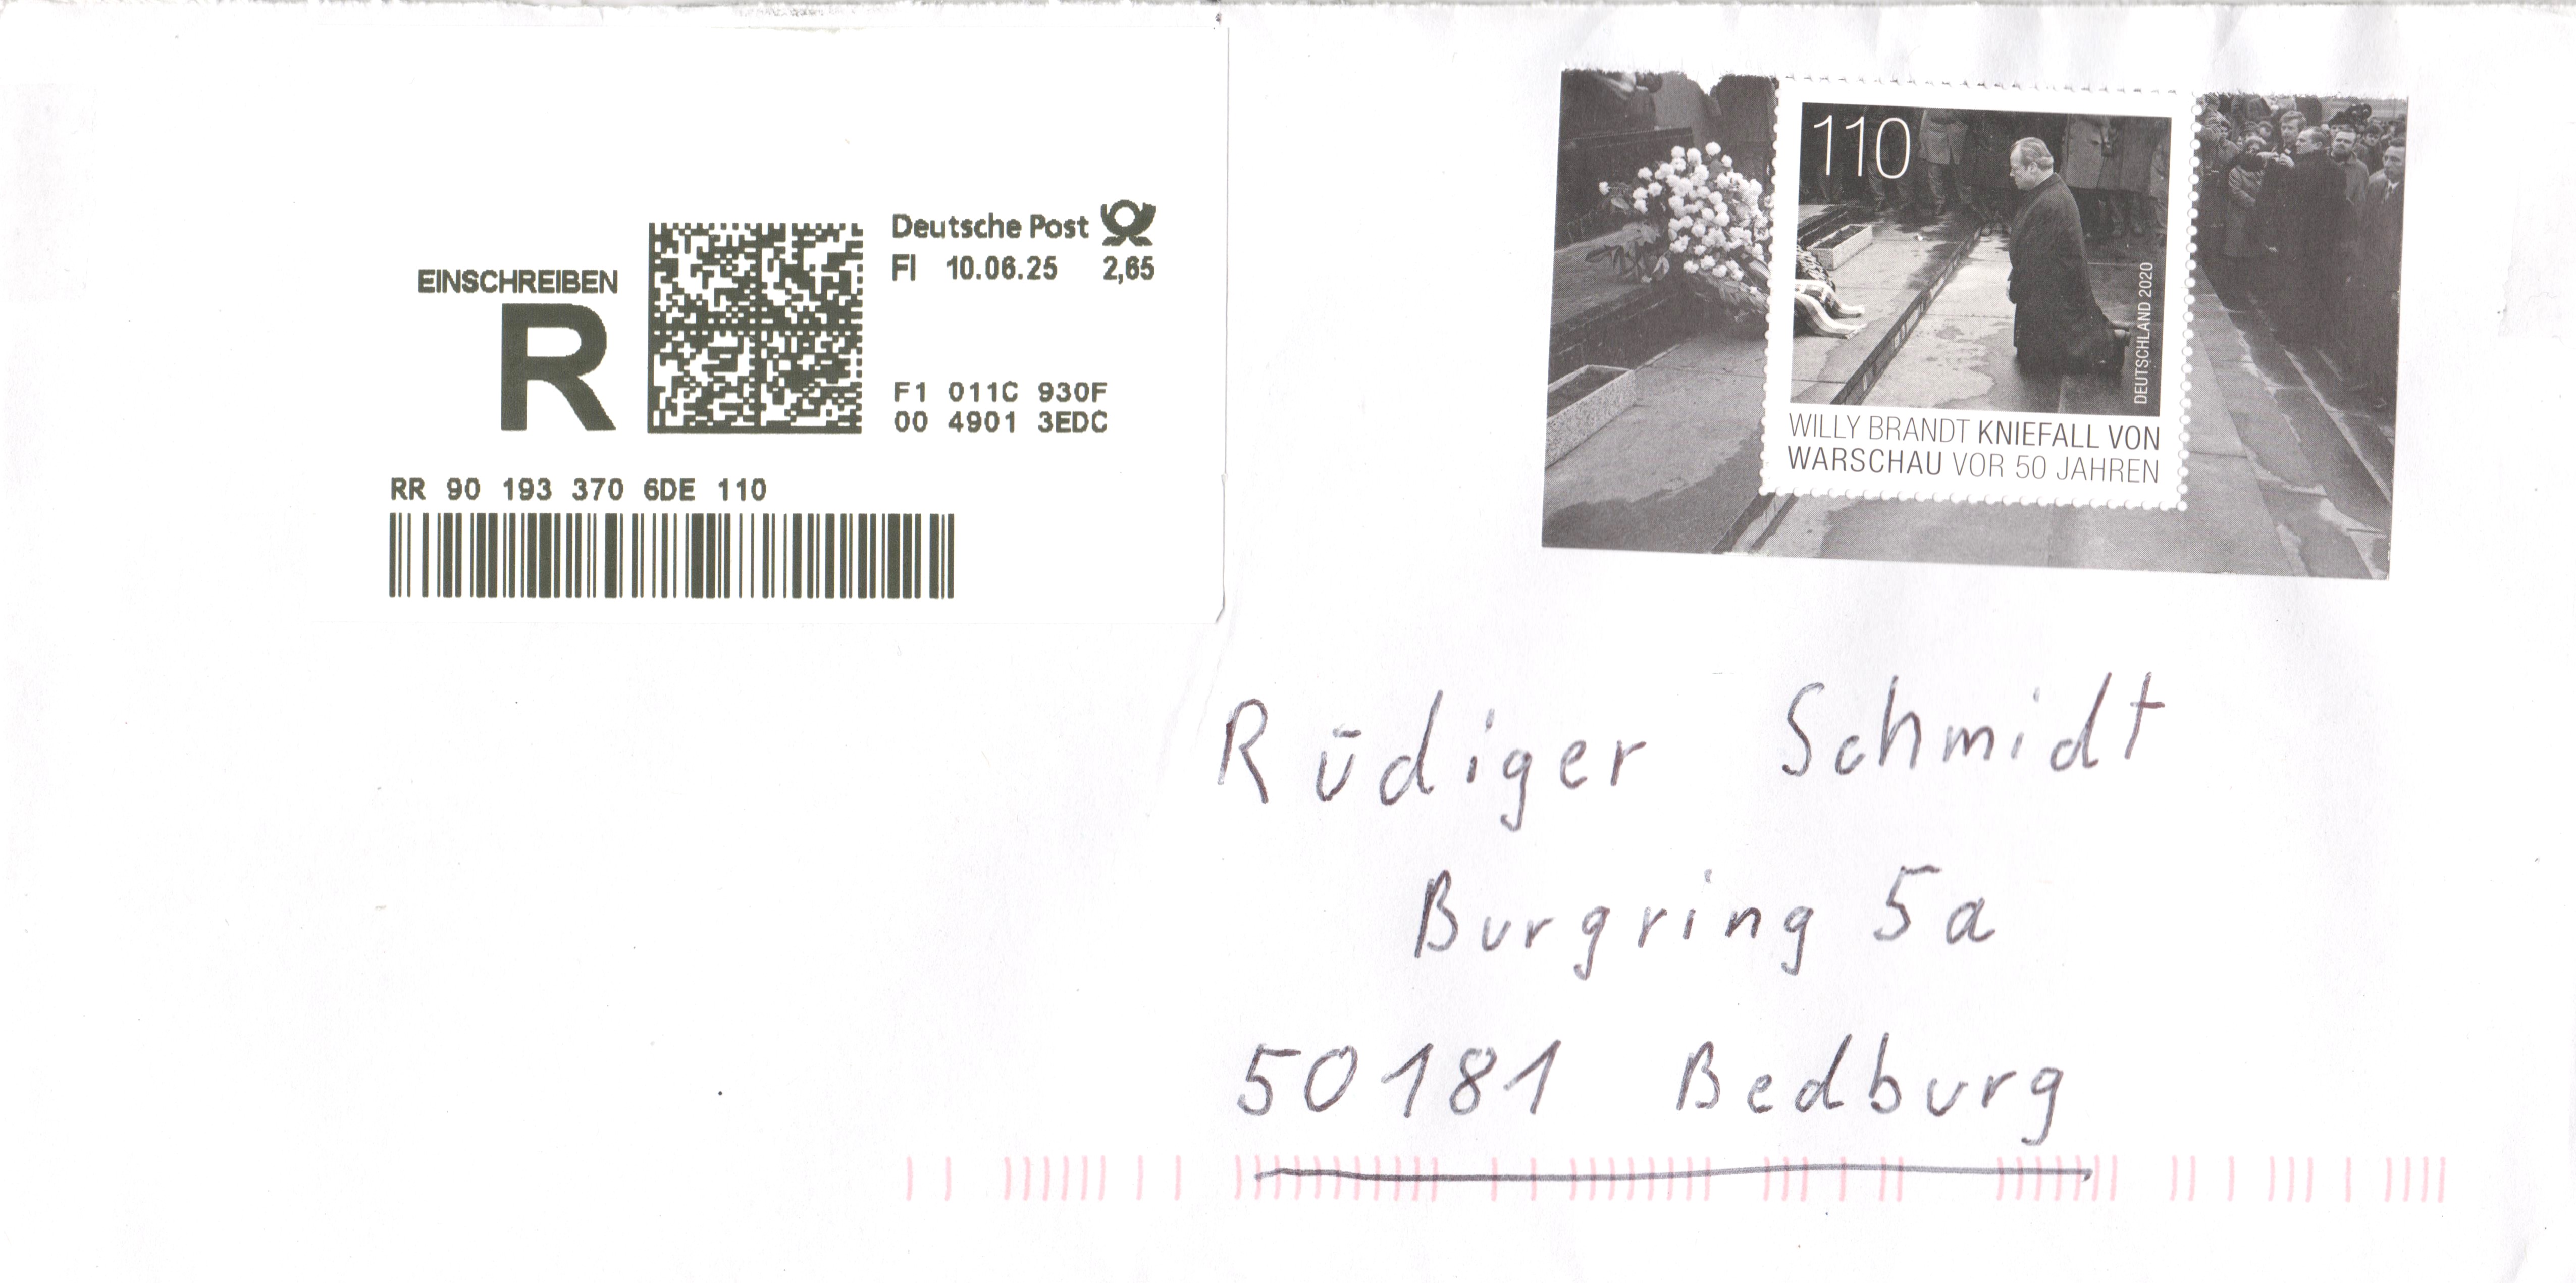 EINSCHREIBEN
R
Deutsche Post
FI 10.06.25 2,65
F1 011C 930F
00 4901 3EDC
RR 90 193 370 6DE 110
110
DEUTSCHLAND 2020
WILLY BRANDT KNIEFALL VON
WARSCHAU VOR 50 JAHREN
Rüdiger Schmidt
Burgring 5a
50181 Bedburg